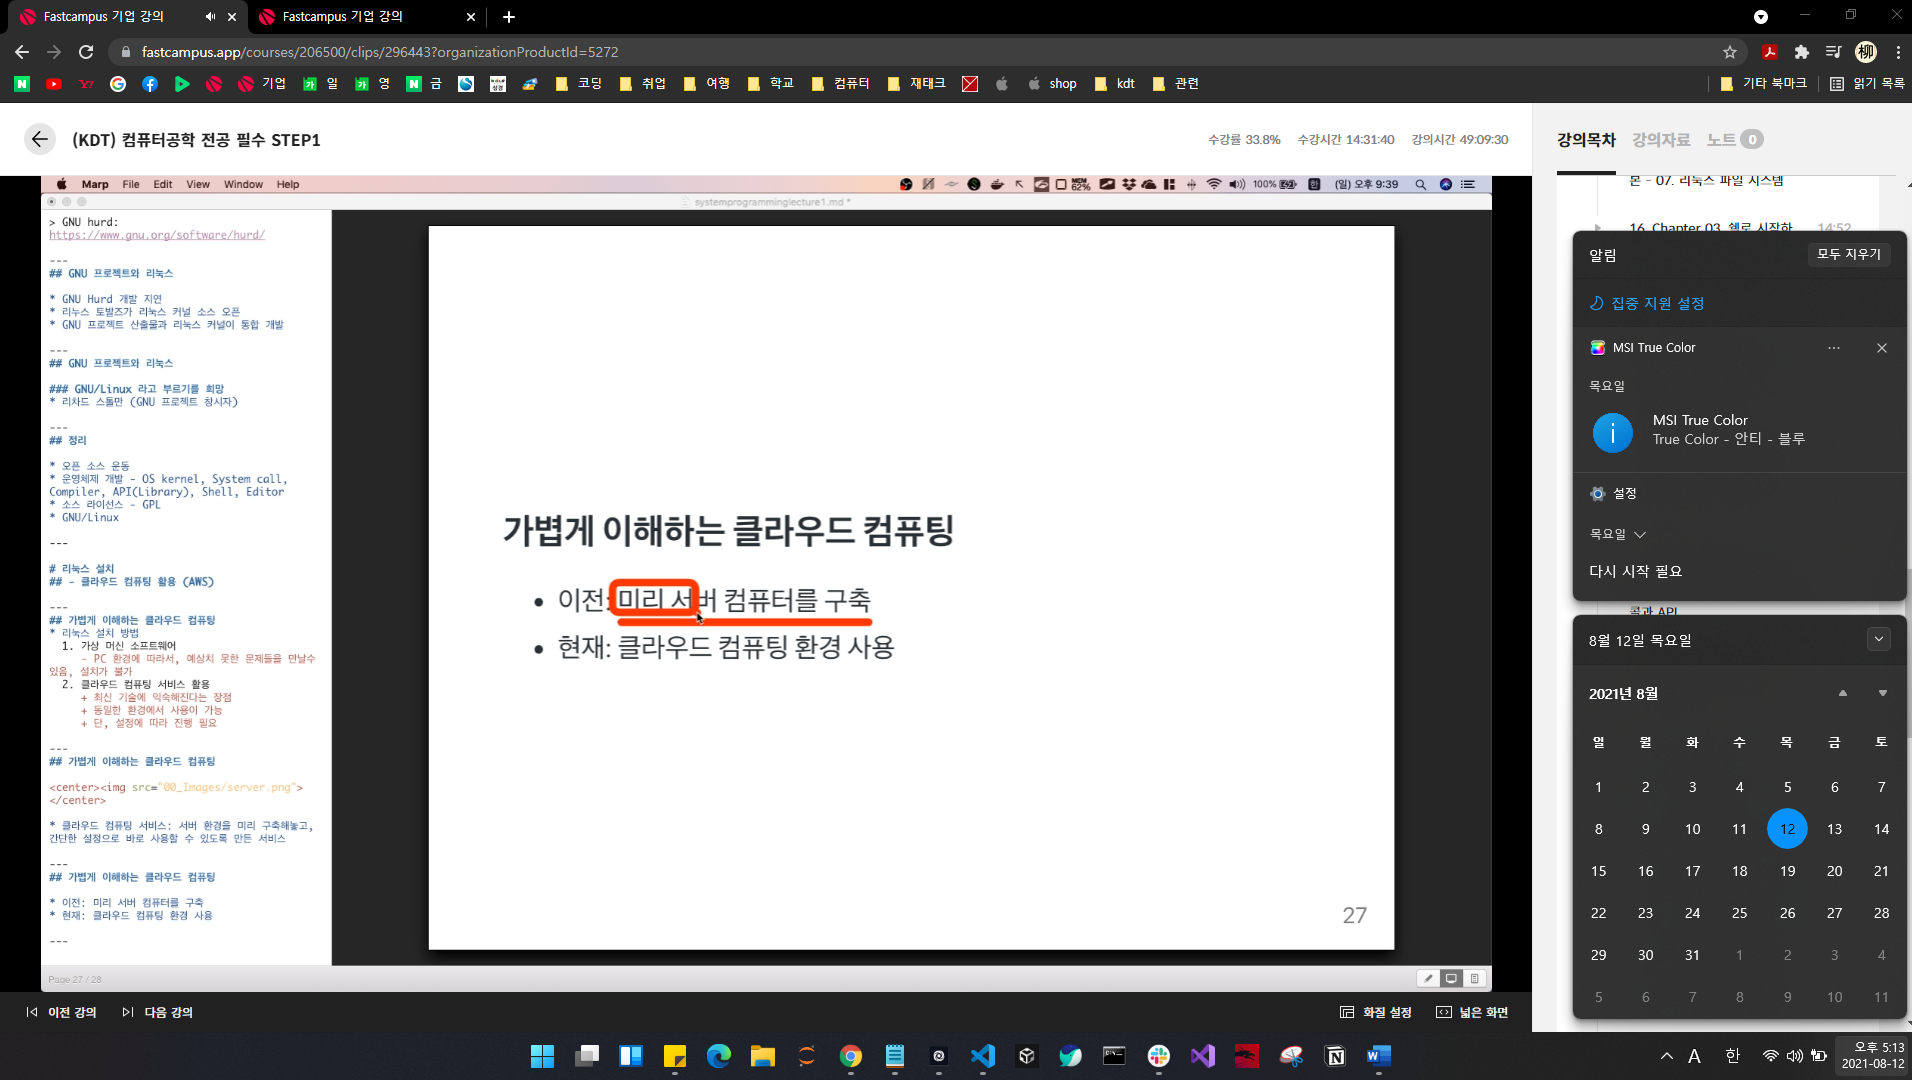 Fastcampus 기업 강의
Fastcampus 기업 강의
fastcampus.app/courses/206500/clips/296443?organizationProductId=5272
기업 일 영 금 코딩 취업 여행 학교 컴퓨터 재테크 shop kdt 관련 기타 북마크 읽기 목록
(KDT) 컴퓨터공학 전공 필수 STEP1
수강률 33.8% 수강시간 14:31:40 강의시간 49:09:30
강의목차 강의자료 노트 0
본 - 07. 리눅스 파일 시스템
16. Chapter 03. 쉘로 시작하 14:52
Marp File Edit View Window Help
MEM 62% 100% (일) 오후 9:39
systemprogramminglecture1.md
> GNU hurd:
https://www.gnu.org/software/hurd/
---
## GNU 프로젝트와 리눅스
* GNU Hurd 개발 지연
* 리누스 토발즈가 리눅스 커널 소스 오픈
* GNU 프로젝트 산출물과 리눅스 커널이 통합 개발
---
## GNU 프로젝트와 리눅스
### GNU/Linux 라고 부르기를 희망
* 리차드 스톨만 (GNU 프로젝트 창시자)
---
## 정리
* 오픈 소스 운동
* 운영체제 개발 - OS kernel, System call,
Compiler, API(Library), Shell, Editor
* 소스 라이선스 - GPL
* GNU/Linux
---
# 리눅스 설치
## - 클라우드 컴퓨팅 활용 (AWS)
---
## 가볍게 이해하는 클라우드 컴퓨팅
* 리눅스 설치 방법
1. 가상 머신 소프트웨어
- PC 환경에 따라서, 예상치 못한 문제들을 만날수
있음, 설치가 불가
2. 클라우드 컴퓨팅 서비스 활용
+ 최신 기술에 익숙해진다는 장점
+ 동일한 환경에서 사용이 가능
+ 단, 설정에 따라 진행 필요
---
## 가볍게 이해하는 클라우드 컴퓨팅
<center><img src="00_Images/server.png">
</center>
* 클라우드 컴퓨팅 서비스: 서버 환경을 미리 구축해놓고,
간단한 설정으로 바로 사용할 수 있도록 만든 서비스
---
## 가볍게 이해하는 클라우드 컴퓨팅
* 이전: 미리 서버 컴퓨터를 구축
* 현재: 클라우드 컴퓨팅 환경 사용
---
Page 27 / 28
가볍게 이해하는 클라우드 컴퓨팅
• 이전: 미리 서버 컴퓨터를 구축
• 현재: 클라우드 컴퓨팅 환경 사용
27
알림 모두 지우기
집중 지원 설정
MSI True Color
목요일
MSI True Color
True Color - 안티 - 블루
설정
목요일
다시 시작 필요
콜과 API
8월 12일 목요일
2021년 8월
일 월 화 수 목 금 토
1 2 3 4 5 6 7
8 9 10 11 12 13 14
15 16 17 18 19 20 21
22 23 24 25 26 27 28
29 30 31 1 2 3 4
5 6 7 8 9 10 11
이전 강의 다음 강의 화질 설정 넓은 화면
A 한 오후 5:13
2021-08-12